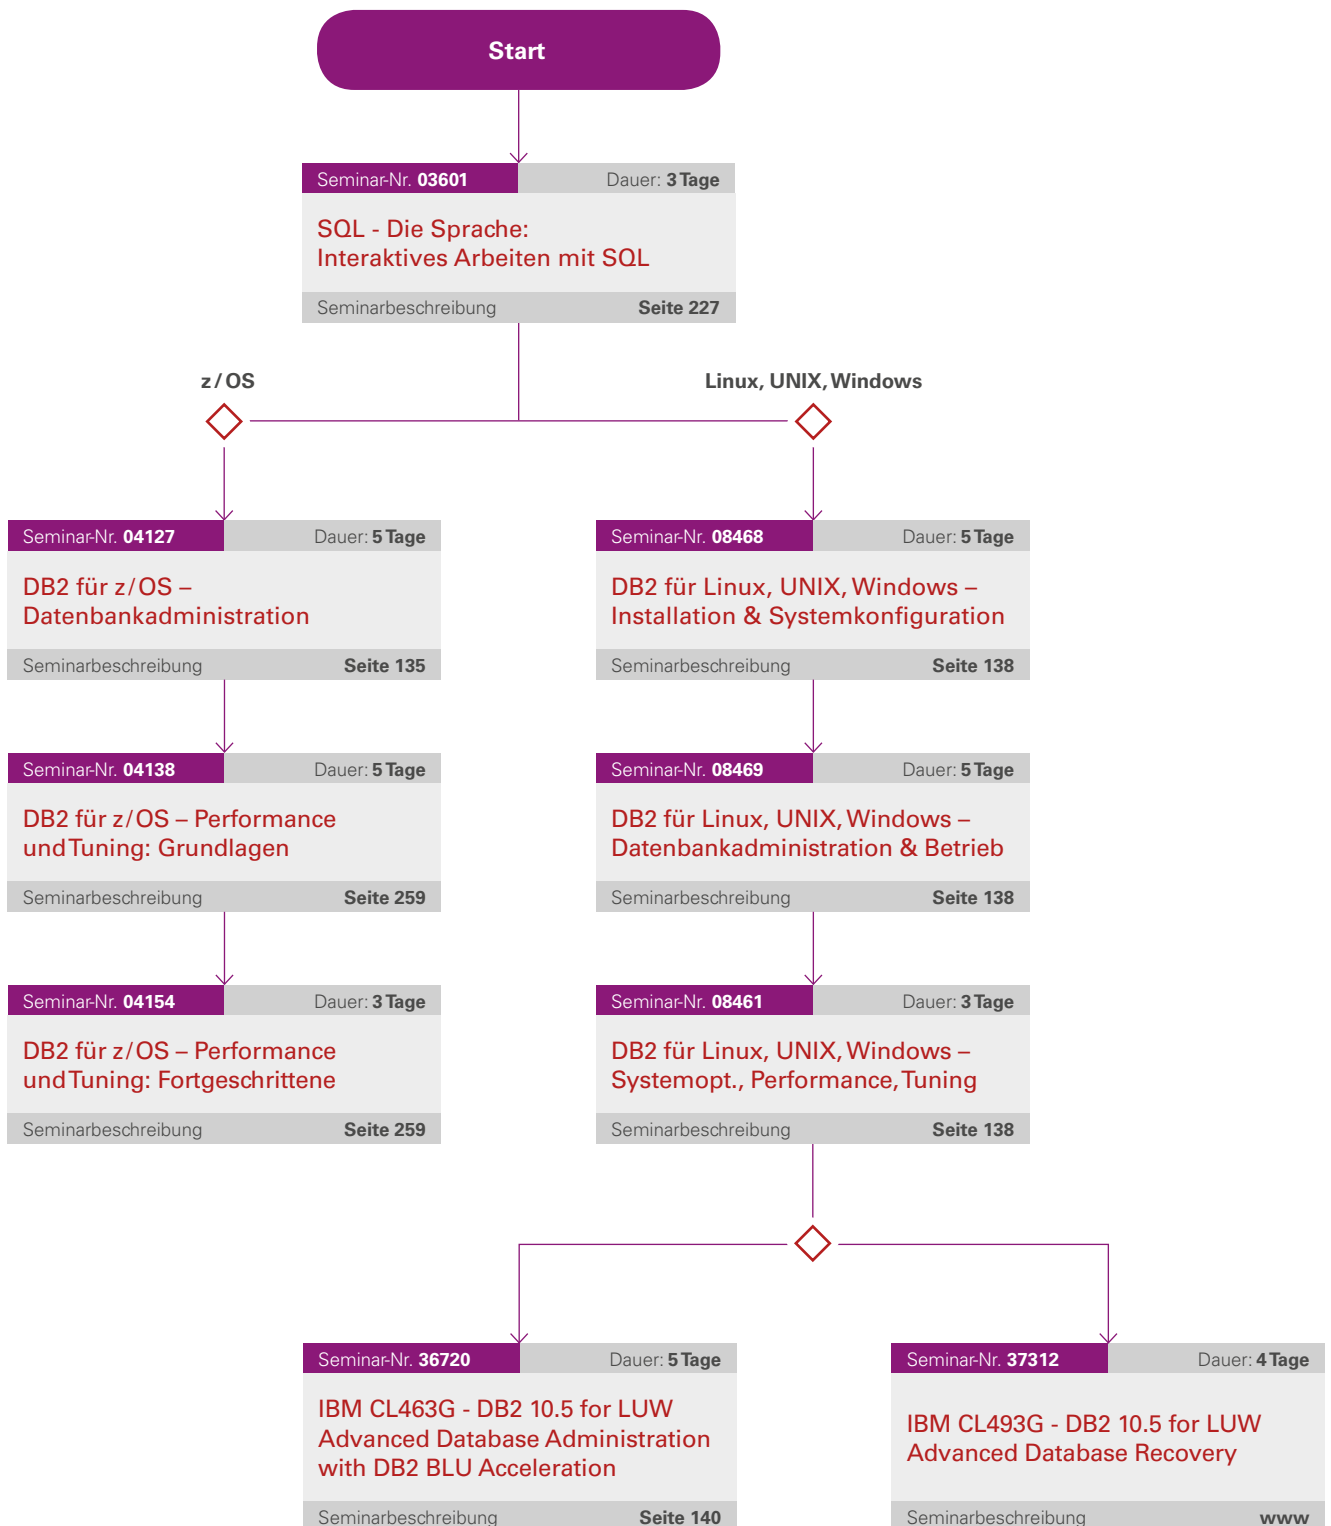 Start
Seminar-Nr. 03601 Dauer: 3 Tage
SQL - Die Sprache:
Interaktives Arbeiten mit SQL
Seminarbeschreibung Seite 227
z/OS
Linux, UNIX, Windows
Seminar-Nr. 04127 Dauer: 5 Tage
DB2 für z/OS –
Datenbankadministration
Seminarbeschreibung Seite 135
Seminar-Nr. 08468 Dauer: 5 Tage
DB2 für Linux, UNIX, Windows –
Installation & Systemkonfiguration
Seminarbeschreibung Seite 138
Seminar-Nr. 04138 Dauer: 5 Tage
DB2 für z/OS – Performance
und Tuning: Grundlagen
Seminarbeschreibung Seite 259
Seminar-Nr. 08469 Dauer: 5 Tage
DB2 für Linux, UNIX, Windows –
Datenbankadministration & Betrieb
Seminarbeschreibung Seite 138
Seminar-Nr. 04154 Dauer: 3 Tage
DB2 für z/OS – Performance
und Tuning: Fortgeschrittene
Seminarbeschreibung Seite 259
Seminar-Nr. 08461 Dauer: 3 Tage
DB2 für Linux, UNIX, Windows –
Systemopt., Performance, Tuning
Seminarbeschreibung Seite 138
Seminar-Nr. 36720 Dauer: 5 Tage
IBM CL463G - DB2 10.5 for LUW
Advanced Database Administration
with DB2 BLU Acceleration
Seminarbeschreibung Seite 140
Seminar-Nr. 37312 Dauer: 4 Tage
IBM CL493G - DB2 10.5 for LUW
Advanced Database Recovery
Seminarbeschreibung www